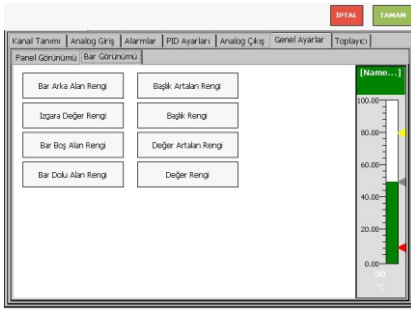 İPTAL TAMAM
Kanal Tanımı Analog Giriş Alarmlar PID Ayarları Analog Çıkış Genel Ayarlar Toplayıcı
Panel Görünümü Bar Görünümü
[Name...]
Bar Arka Alan Rengi Başlık Artalan Rengi
100.00
Izgara Değer Rengi Başlık Rengi
80.00
Bar Boş Alan Rengi Değer Artalan Rengi
60.00
Bar Dolu Alan Rengi Değer Rengi
40.00
20.00
0.00
50
°C